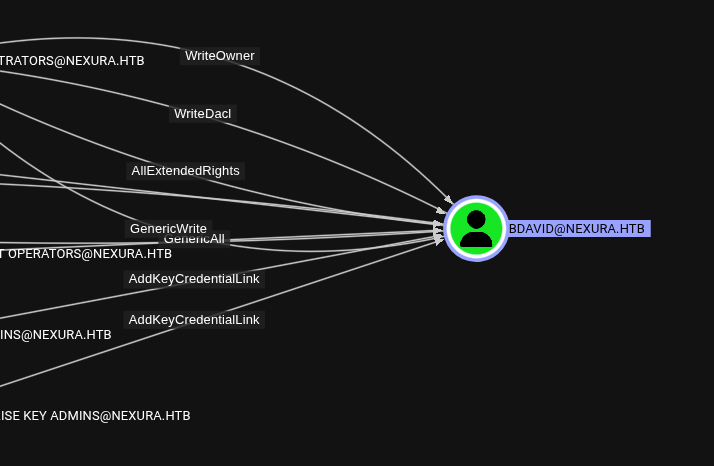 WriteOwner
TRATORS@NEXURA.HTB
WriteDacl
AllExtendedRights
GenericWrite
BDAVID@NEXURA.HTB
GenericAll
T OPERATORS@NEXURA.HTB
AddKeyCredentialLink
AddKeyCredentialLink
INS@NEXURA.HTB
ISE KEY ADMINS@NEXURA.HTB